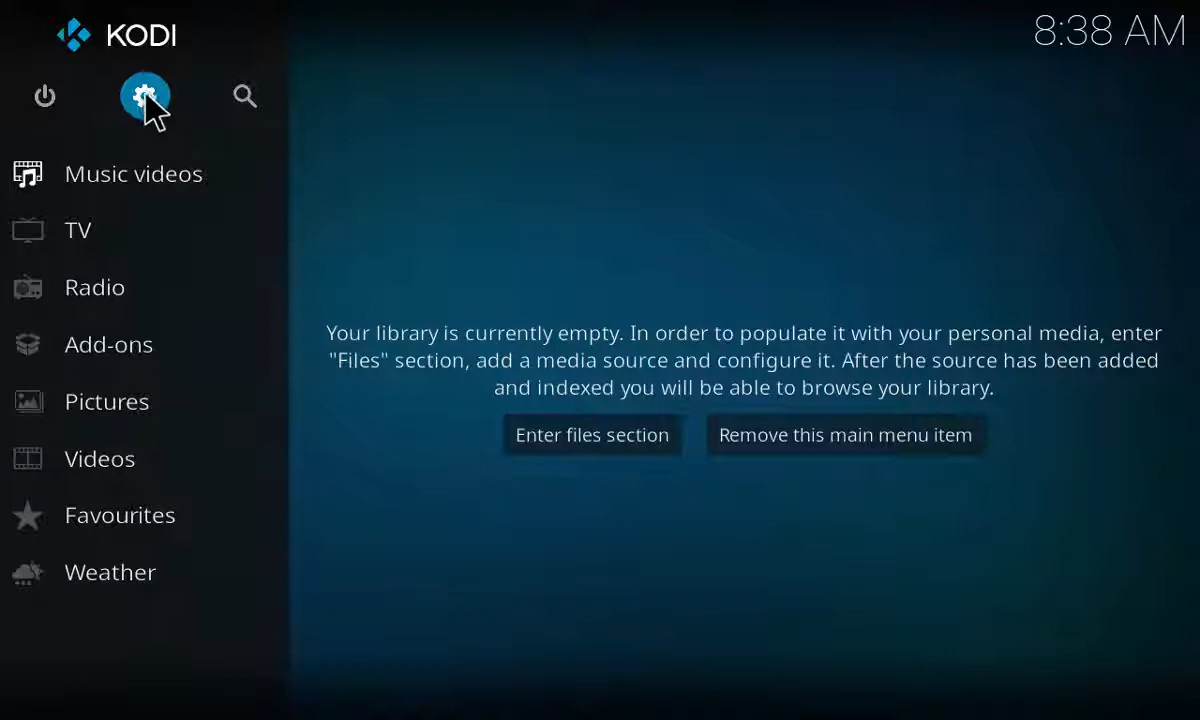 KODI
8:38 AM
Music videos
TV
Radio
Add-ons
Pictures
Videos
Favourites
Weather
Your library is currently empty. In order to populate it with your personal media, enter
"Files" section, add a media source and configure it. After the source has been added
and indexed you will be able to browse your library.
Enter files section
Remove this main menu item